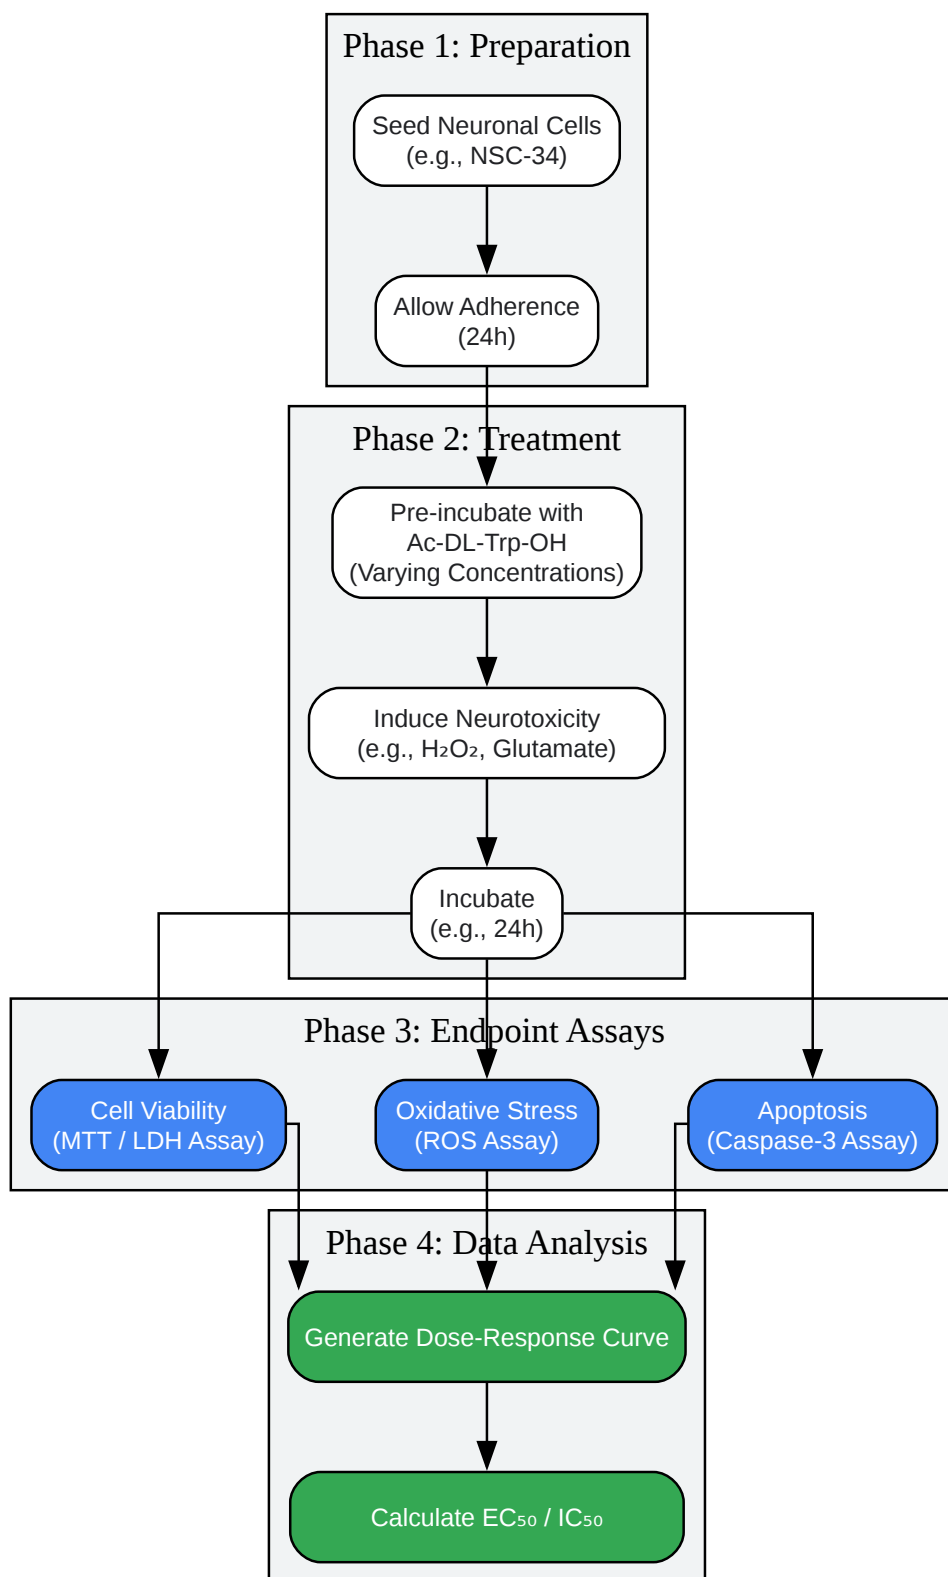 Phase 1: Preparation
Seed Neuronal Cells
(e.g., NSC-34)
Allow Adherence
(24h)
Phase 2: Treatment
Pre-incubate with
Ac-DL-Trp-OH
(Varying Concentrations)
Induce Neurotoxicity
(e.g., H₂O₂, Glutamate)
Incubate
(e.g., 24h)
Phase 3: Endpoint Assays
Cell Viability
(MTT / LDH Assay)
Oxidative Stress
(ROS Assay)
Apoptosis
(Caspase-3 Assay)
Phase 4: Data Analysis
Generate Dose-Response Curve
Calculate EC₅₀ / IC₅₀